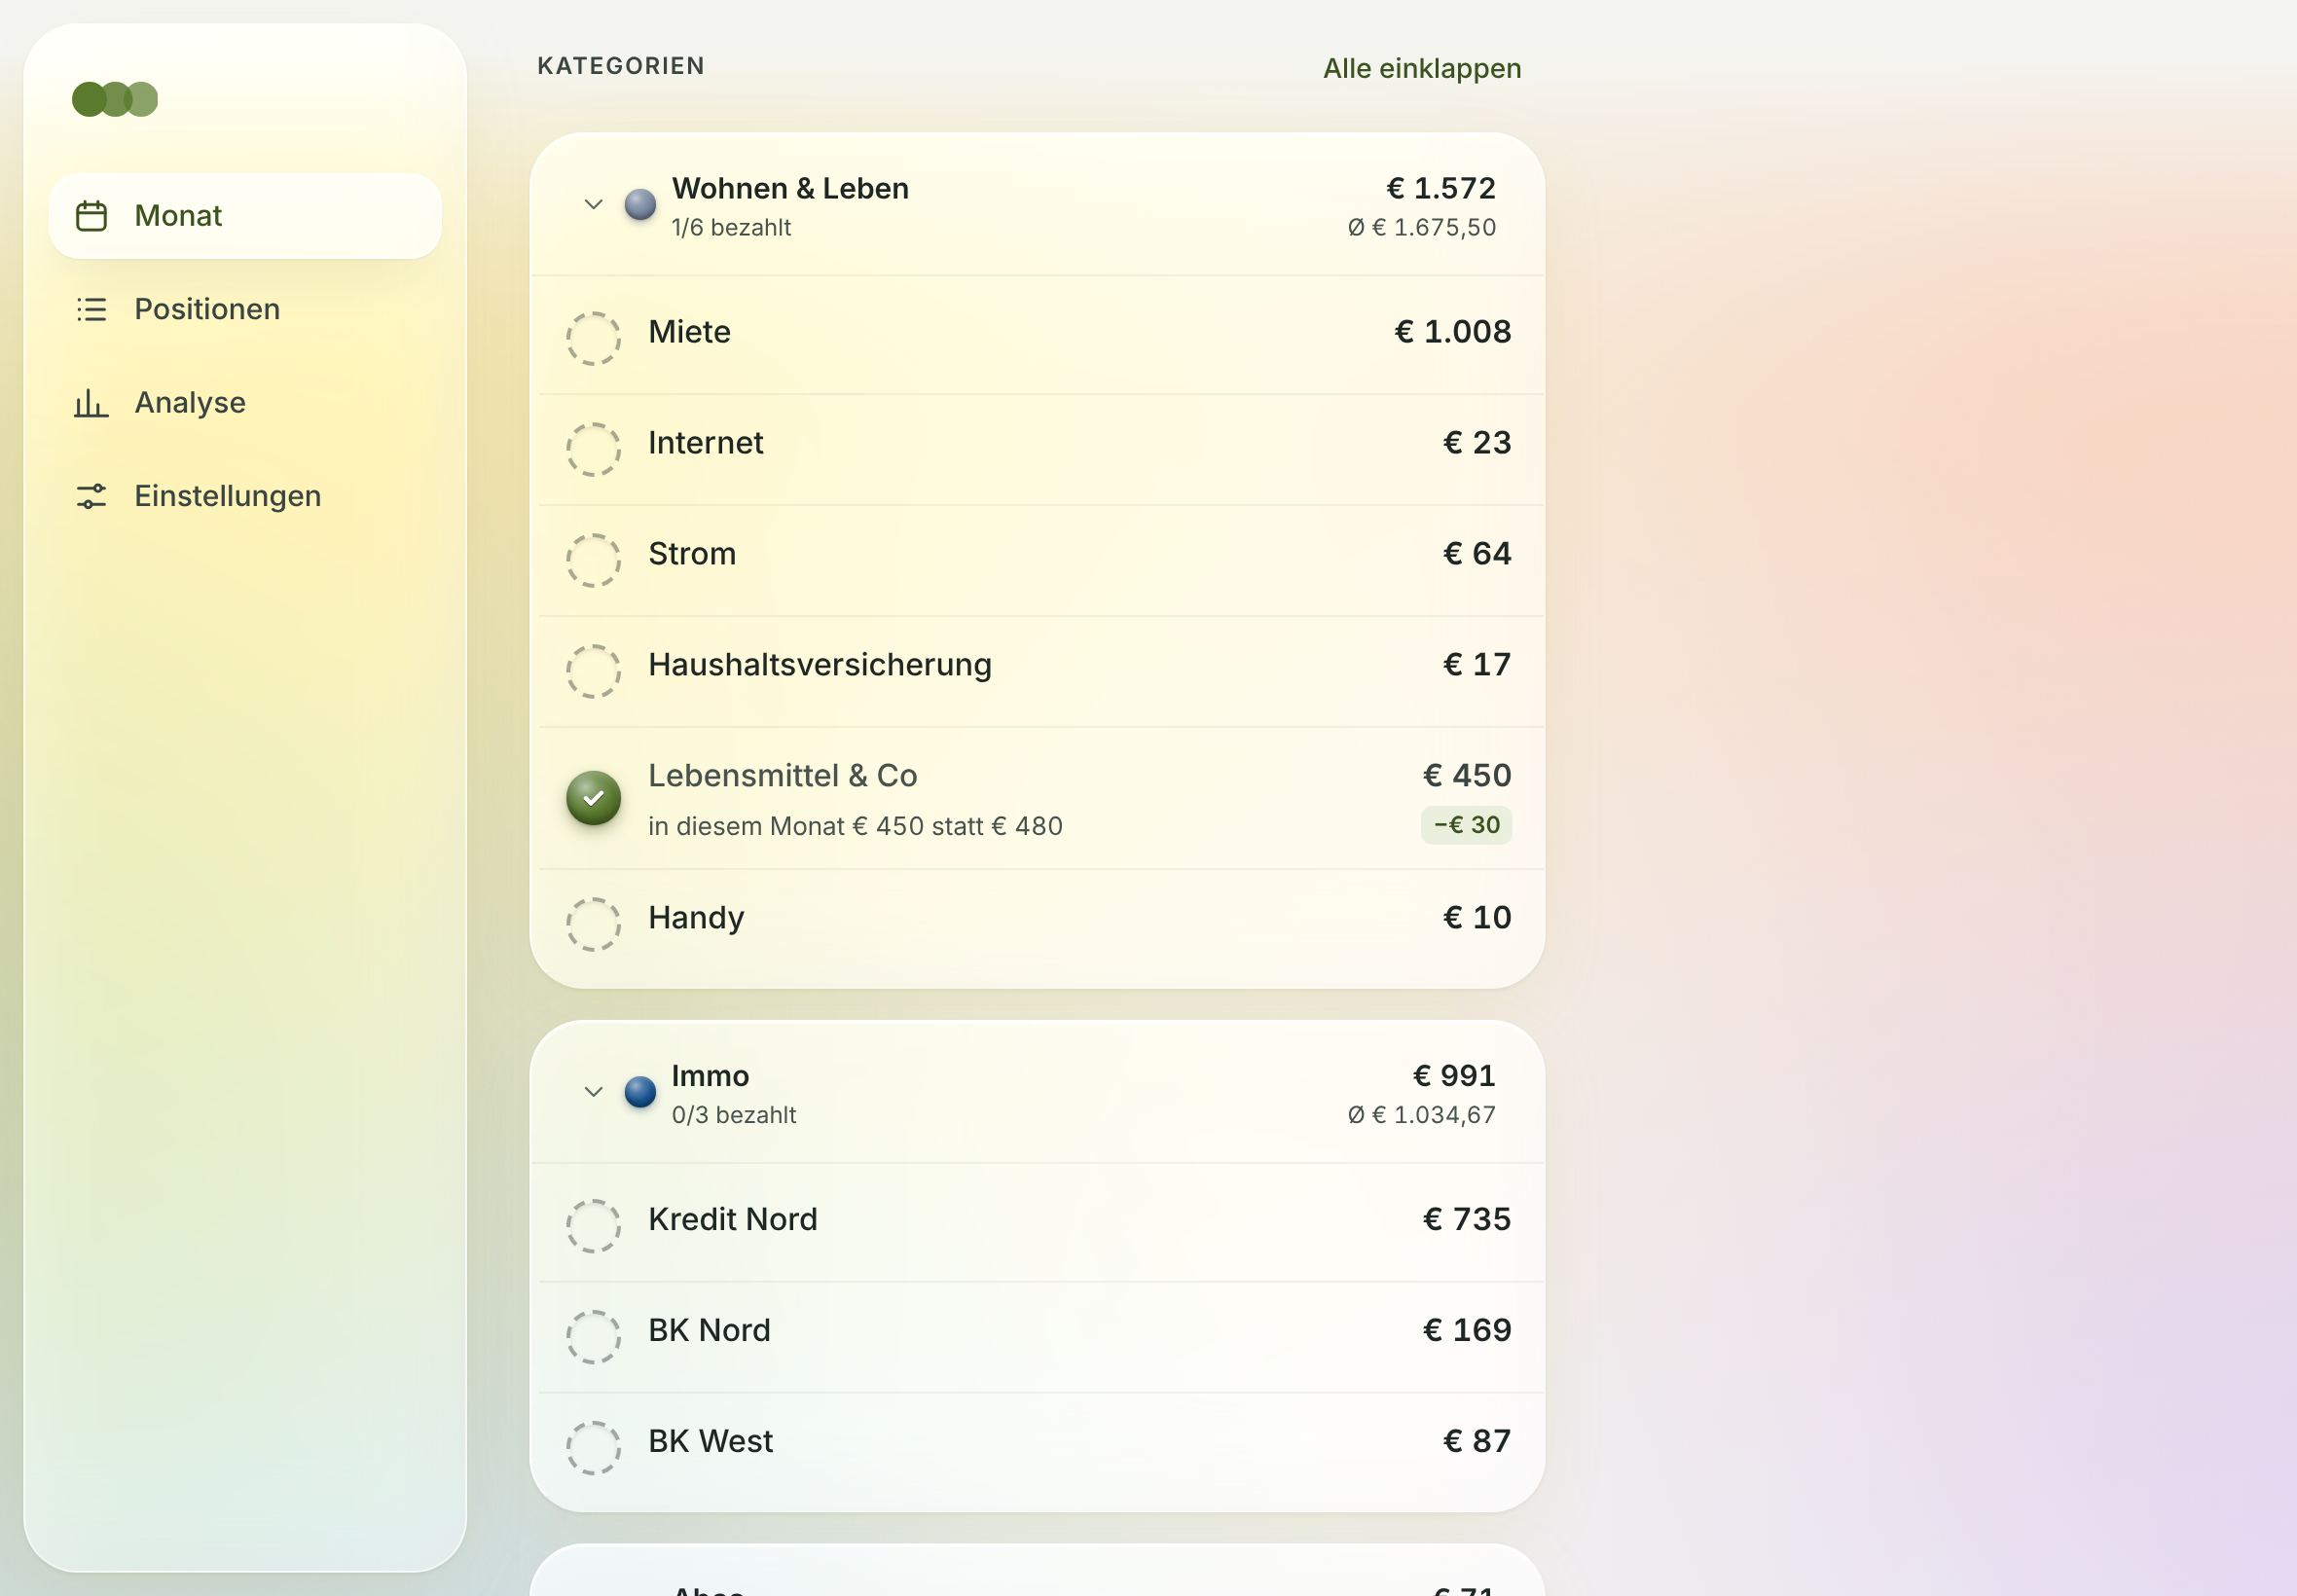 Monat
Positionen
Analyse
Einstellungen
KATEGORIEN
Alle einklappen
Wohnen & Leben
€ 1.572
1/6 bezahlt
Ø € 1.675,50
Miete
€ 1.008
Internet
€ 23
Strom
€ 64
Haushaltsversicherung
€ 17
Lebensmittel & Co
€ 450
in diesem Monat € 450 statt € 480
−€ 30
Handy
€ 10
Immo
€ 991
0/3 bezahlt
Ø € 1.034,67
Kredit Nord
€ 735
BK Nord
€ 169
BK West
€ 87